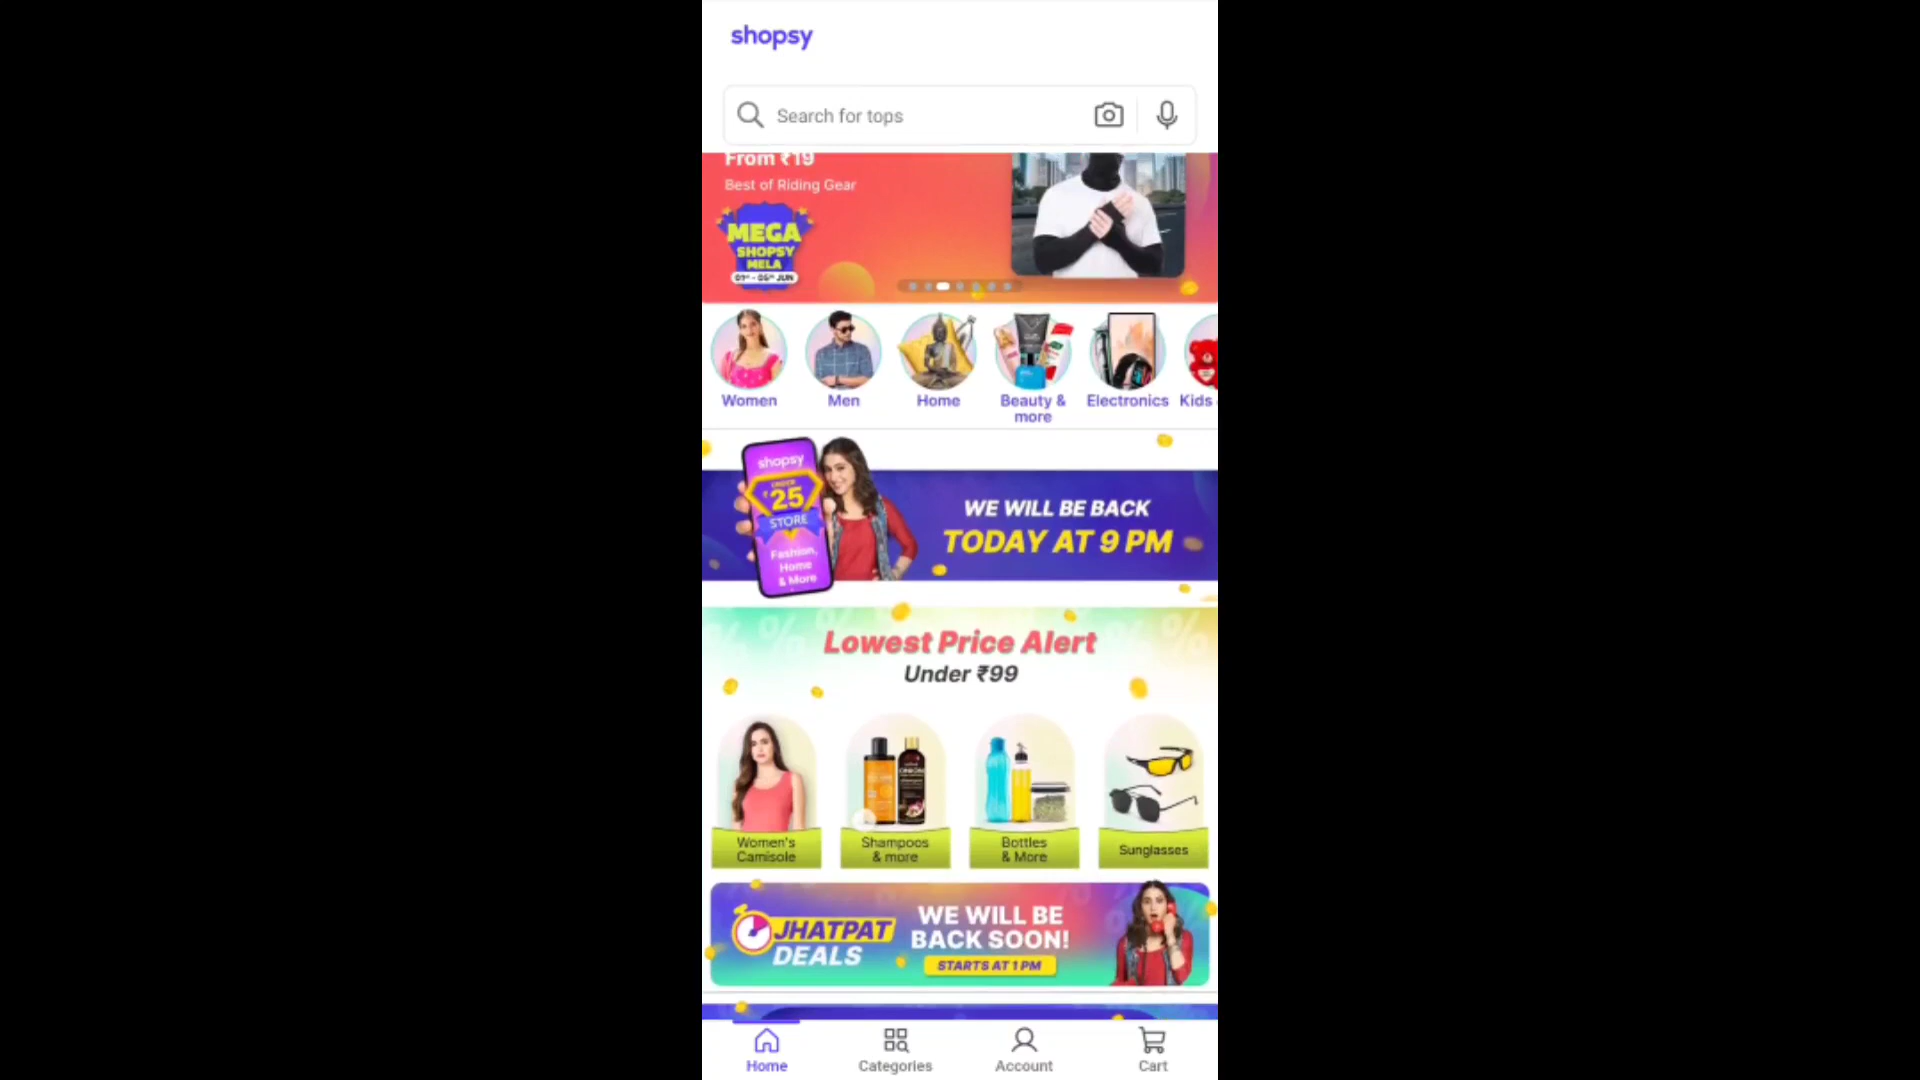 shopsy
Search for tops
From ₹19
Best of Riding Gear
MEGA
SHOPSY
MELA
Women
Men
Home
Beauty &
more
Electronics
Kids
shopsy
UNDER
₹25
STORE
Fashion,
Home
& More
WE WILL BE BACK
TODAY AT 9 PM
Lowest Price Alert
Under ₹99
Women's
Camisole
Shampoos
& more
Bottles
& More
Sunglasses
JHATPAT
DEALS
WE WILL BE
BACK SOON!
STARTS AT 1 PM
Home
Categories
Account
Cart